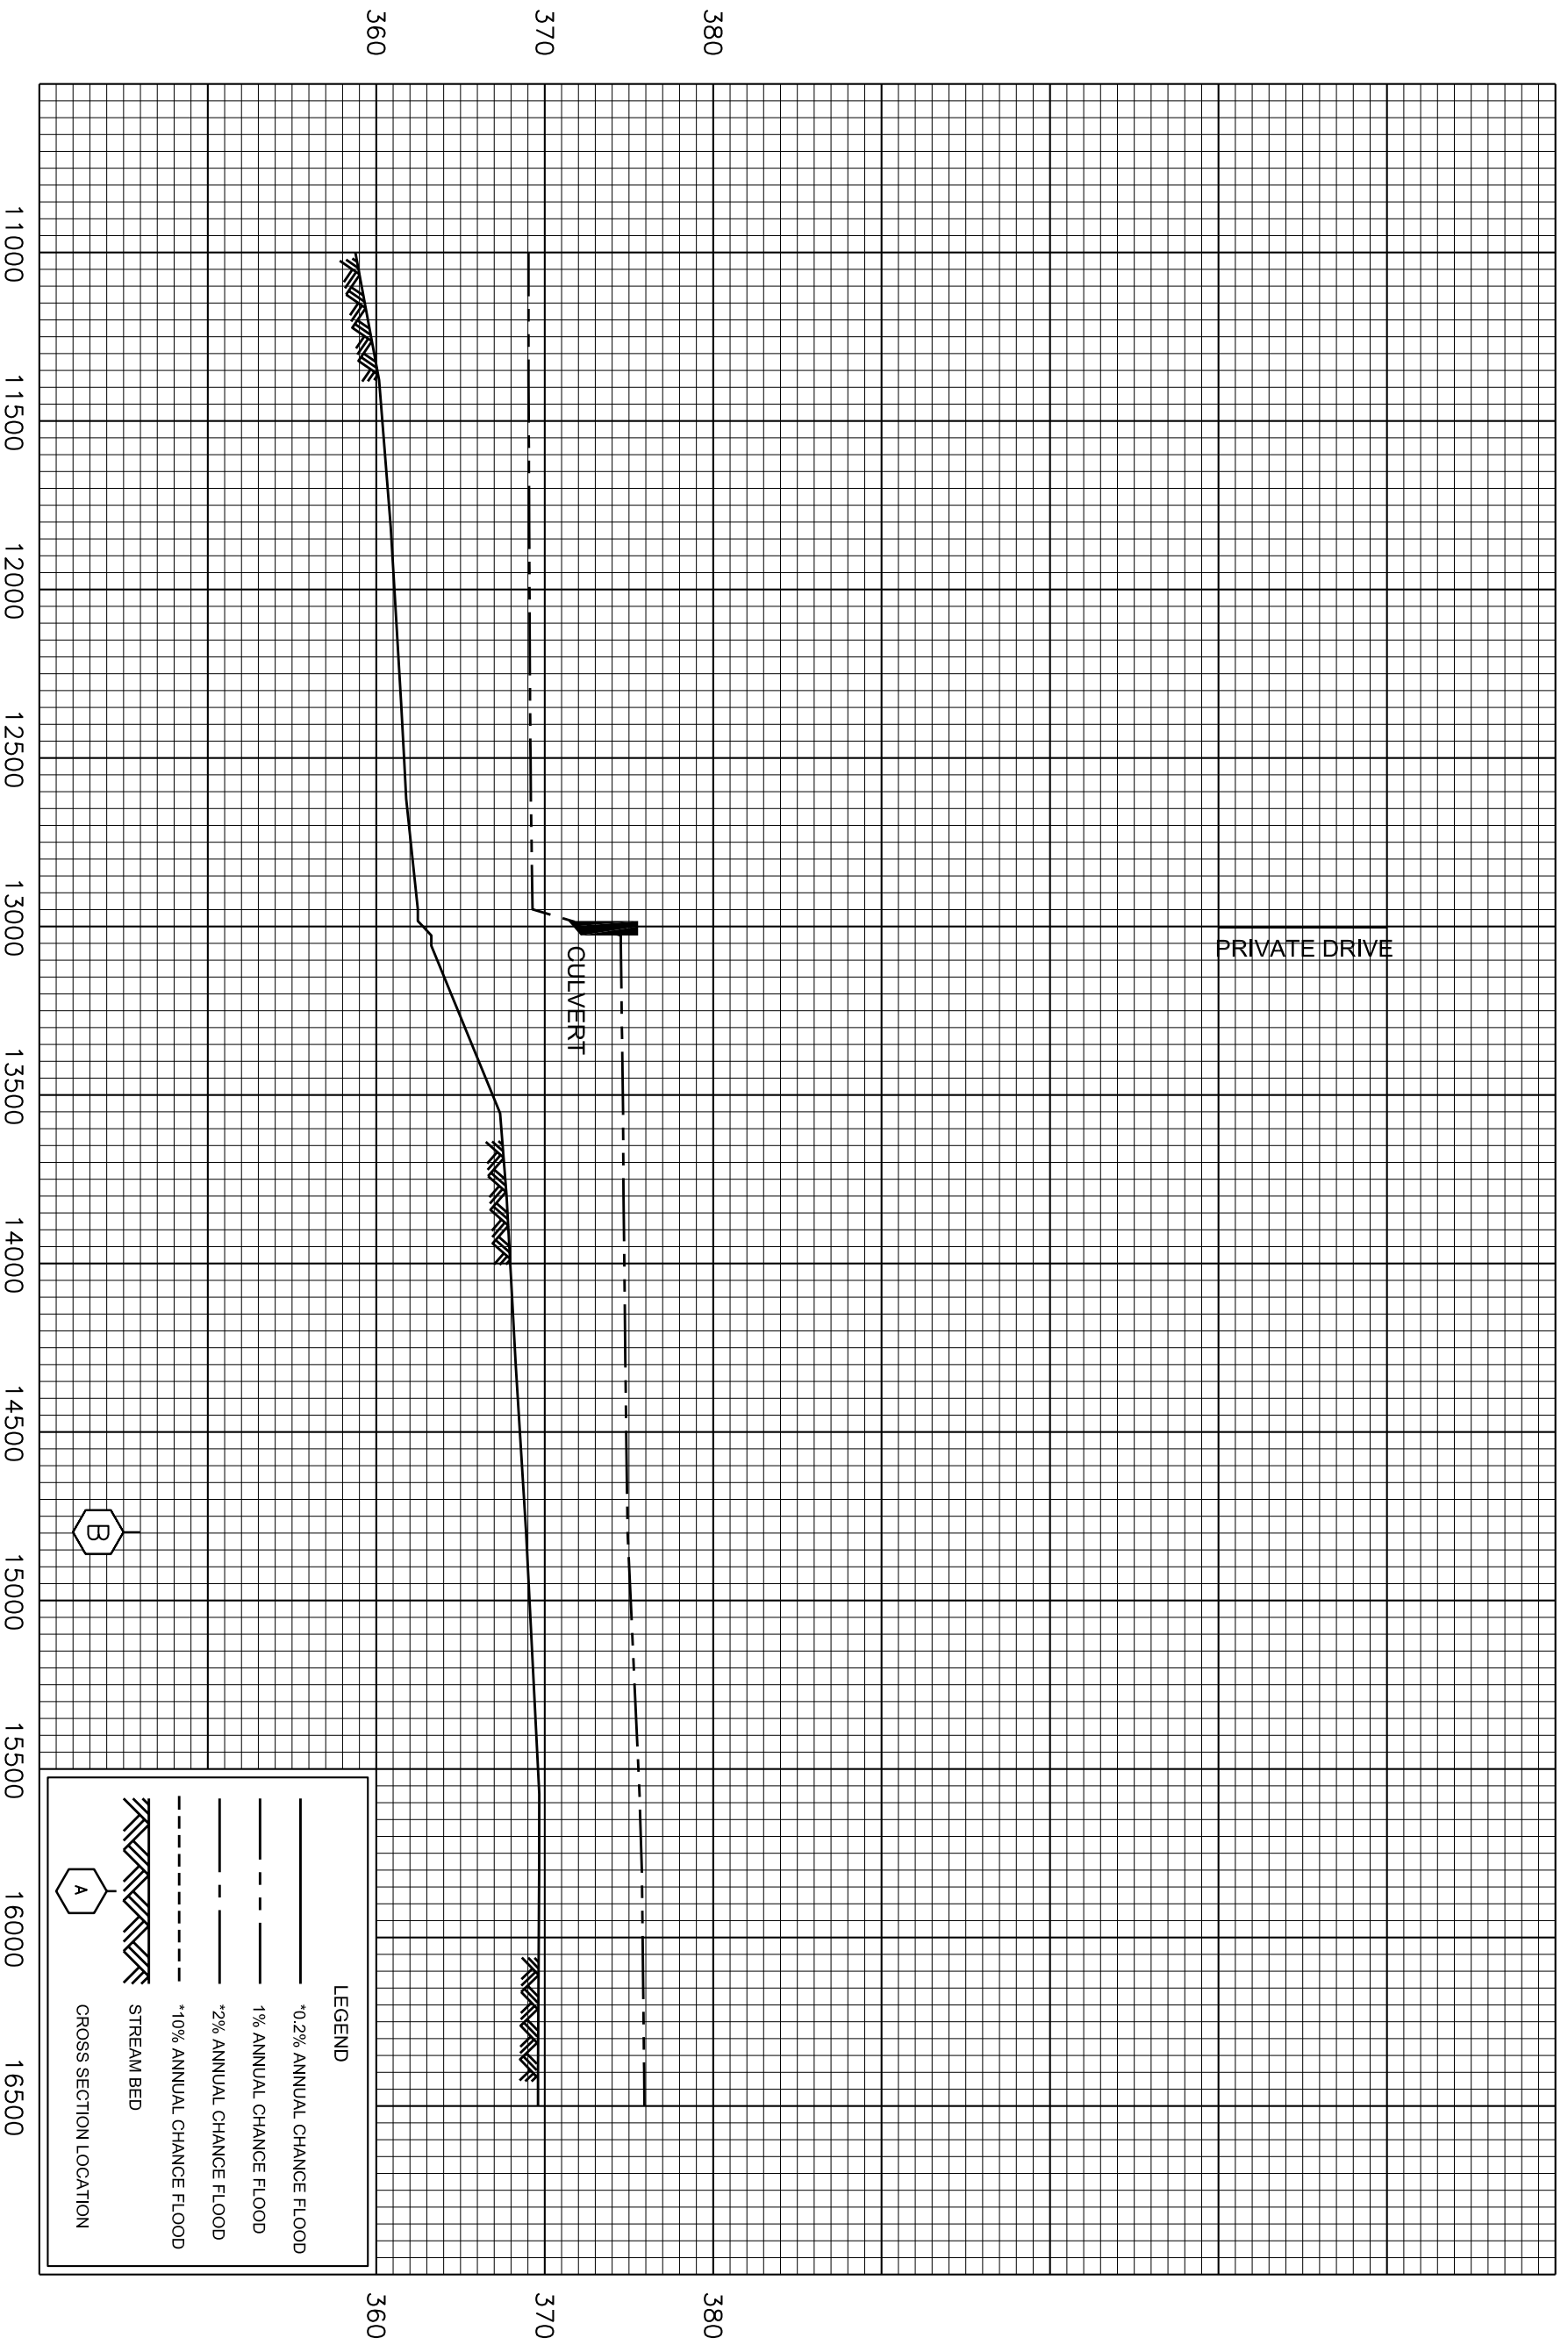 380
370
360
380
370
360
PRIVATE DRIVE
CULVERT
B
11000
11500
12000
12500
13000
13500
14000
14500
15000
15500
16000
16500
LEGEND
*0.2% ANNUAL CHANCE FLOOD
1% ANNUAL CHANCE FLOOD
*2% ANNUAL CHANCE FLOOD
*10% ANNUAL CHANCE FLOOD
STREAM BED
A
CROSS SECTION LOCATION